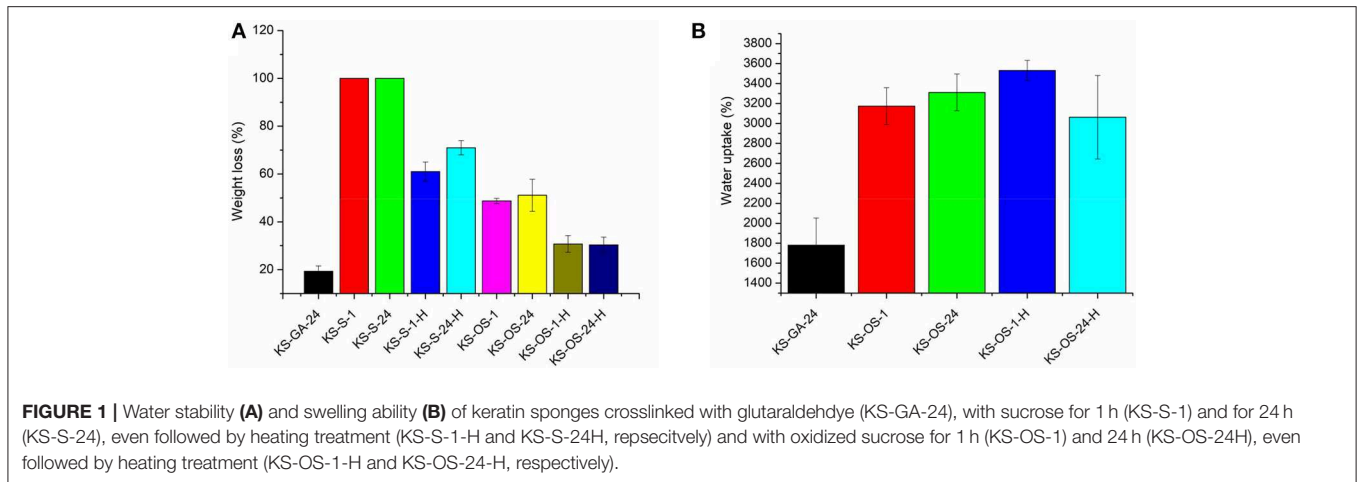 A
B
120
100
80
60
40
20
Weight loss (%)
KS-GA-24
KS-S-1
KS-S-24
KS-S-1-H
KS-S-24-H
KS-OS-1
KS-OS-24
KS-OS-1-H
KS-OS-24-H
3800
3600
3400
3200
3000
2800
2600
2400
2200
2000
1800
1600
1400
Water uptake (%)
KS-GA-24
KS-OS-1
KS-OS-24
KS-OS-1-H
KS-OS-24-H
FIGURE 1 | Water stability (A) and swelling ability (B) of keratin sponges crosslinked with glutaraldehdye (KS-GA-24), with sucrose for 1 h (KS-S-1) and for 24 h
(KS-S-24), even followed by heating treatment (KS-S-1-H and KS-S-24H, repsecitvely) and with oxidized sucrose for 1 h (KS-OS-1) and 24 h (KS-OS-24H), even
followed by heating treatment (KS-OS-1-H and KS-OS-24-H, respectively).